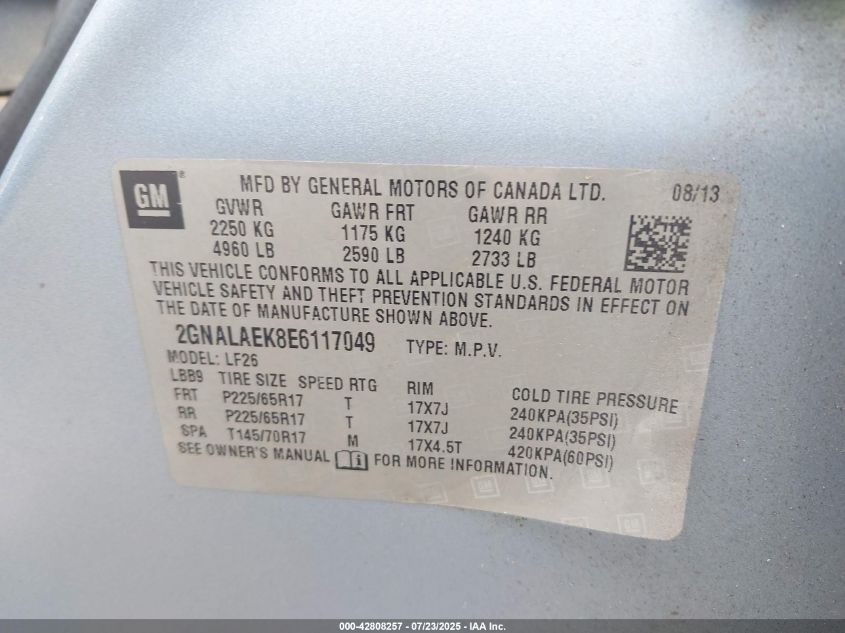 GM ® MFD BY GENERAL MOTORS OF CANADA LTD. 08/13
GVWR GAWR FRT GAWR RR
2250 KG 1175 KG 1240 KG
4960 LB 2590 LB 2733 LB
THIS VEHICLE CONFORMS TO ALL APPLICABLE U.S. FEDERAL MOTOR
VEHICLE SAFETY AND THEFT PREVENTION STANDARDS IN EFFECT ON
THE DATE OF MANUFACTURE SHOWN ABOVE.
2GNALAEK8E6117049 TYPE: M.P.V.
MODEL: LF26
LBB9 TIRE SIZE SPEED RTG RIM COLD TIRE PRESSURE
FRT P225/65R17 T 17X7J 240KPA(35PSI)
RR P225/65R17 T 17X7J 240KPA(35PSI)
SPA T145/70R17 M 17X4.5T 420KPA(60PSI)
SEE OWNER'S MANUAL FOR MORE INFORMATION.
000-42808257 - 07/23/2025 - IAA Inc.